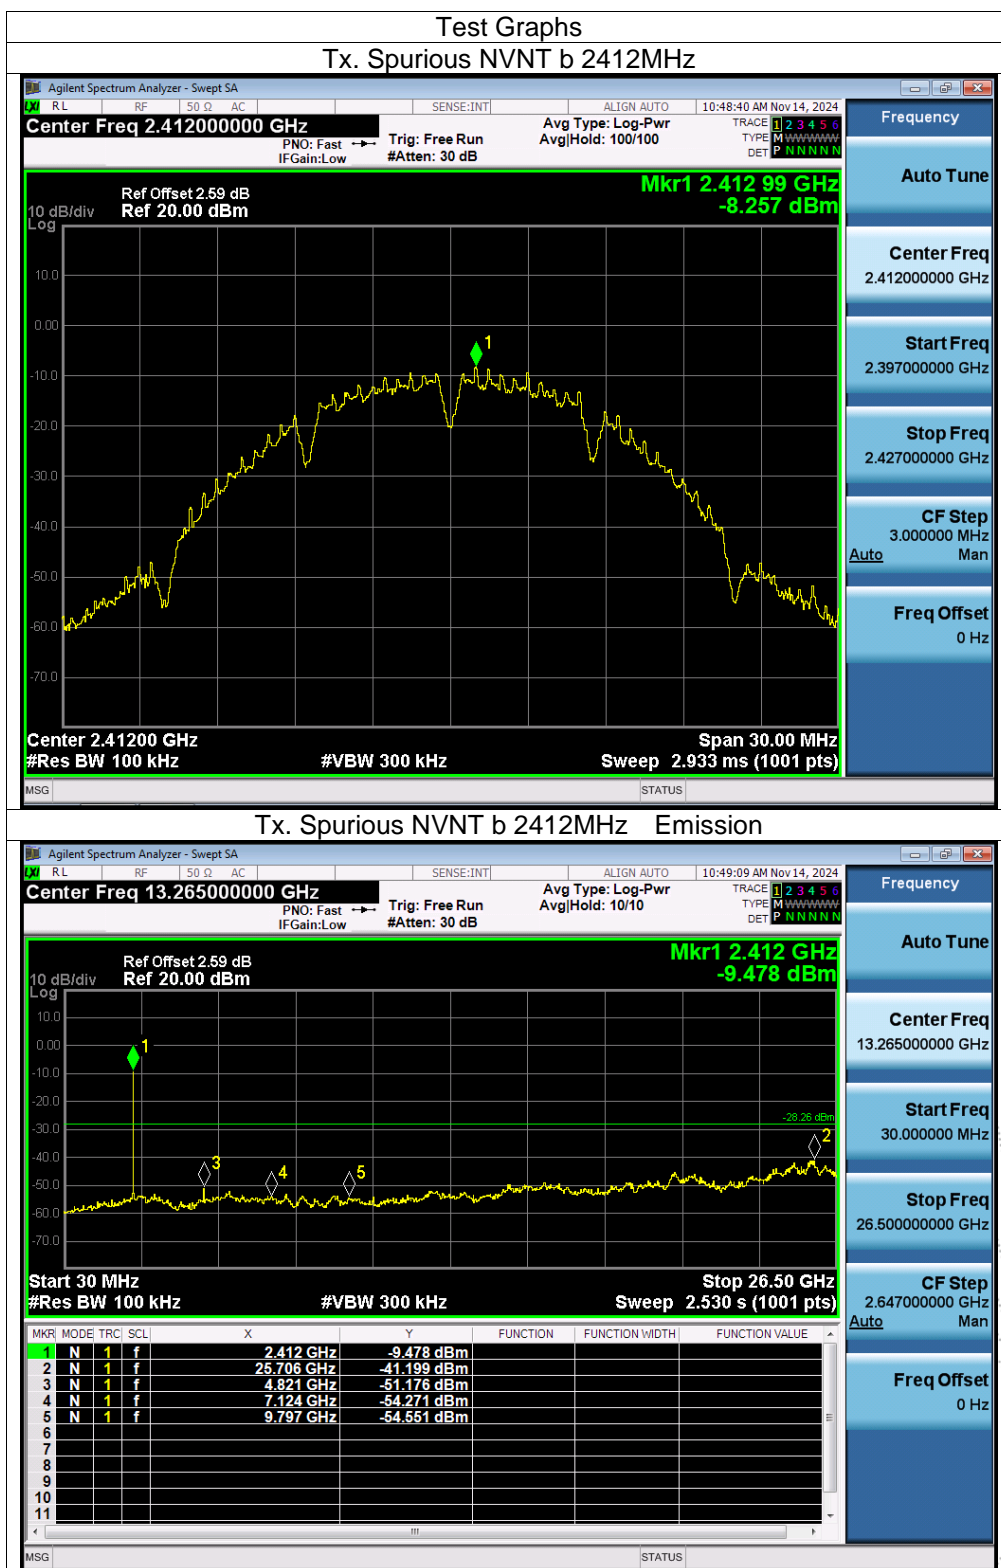 Test Graphs
Tx. Spurious NVNT b 2412MHz
Agilent Spectrum Analyzer - Swept SA
LXI RL RF 50 Ω AC SENSE:INT ALIGN AUTO 10:48:40 AM Nov 14, 2024
Center Freq 2.412000000 GHz
PNO: Fast
IFGain:Low
Trig: Free Run
#Atten: 30 dB
Avg Type: Log-Pwr
Avg|Hold: 100/100
TRACE 1 2 3 4 5 6
TYPE M WWWWW
DET P N N N N N
Frequency
Auto Tune
Center Freq
2.412000000 GHz
Start Freq
2.397000000 GHz
Stop Freq
2.427000000 GHz
CF Step
3.000000 MHz
Auto Man
Freq Offset
0 Hz
Mkr1 2.412 99 GHz
-8.257 dBm
Ref Offset 2.59 dB
10 dB/div Ref 20.00 dBm
Log
10.0
0.00
-10.0
-20.0
-30.0
-40.0
-50.0
-60.0
-70.0
1
Center 2.41200 GHz Span 30.00 MHz
#Res BW 100 kHz #VBW 300 kHz Sweep 2.933 ms (1001 pts)
MSG STATUS
Tx. Spurious NVNT b 2412MHz Emission
Agilent Spectrum Analyzer - Swept SA
LXI RL RF 50 Ω AC SENSE:INT ALIGN AUTO 10:49:09 AM Nov 14, 2024
Center Freq 13.265000000 GHz
PNO: Fast
IFGain:Low
Trig: Free Run
#Atten: 30 dB
Avg Type: Log-Pwr
Avg|Hold: 10/10
TRACE 1 2 3 4 5 6
TYPE M WWWWW
DET P N N N N N
Frequency
Auto Tune
Center Freq
13.265000000 GHz
Start Freq
30.000000 MHz
Stop Freq
26.500000000 GHz
CF Step
2.647000000 GHz
Auto Man
Freq Offset
0 Hz
Mkr1 2.412 GHz
-9.478 dBm
Ref Offset 2.59 dB
10 dB/div Ref 20.00 dBm
Log
10.0
0.00
-10.0
-20.0
-30.0
-40.0
-50.0
-60.0
-70.0
1
-28.26 dBm
2
3
4
5
Start 30 MHz Stop 26.50 GHz
#Res BW 100 kHz #VBW 300 kHz Sweep 2.530 s (1001 pts)
MKR MODE TRC SCL X Y FUNCTION FUNCTION WIDTH FUNCTION VALUE
1 N 1 f 2.412 GHz -9.478 dBm
2 N 1 f 25.706 GHz -41.199 dBm
3 N 1 f 4.821 GHz -51.176 dBm
4 N 1 f 7.124 GHz -54.271 dBm
5 N 1 f 9.797 GHz -54.551 dBm
6
7
8
9
10
11
MSG STATUS